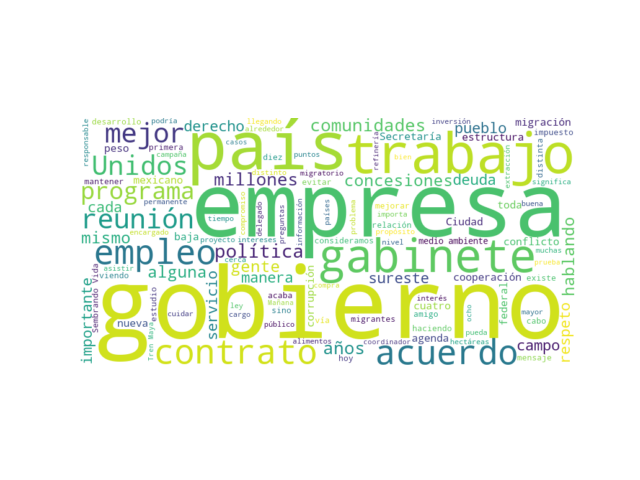 empresa
gobierno
país
trabajo
gabinete
empleo
contrato
acuerdo
mejor
Unidos
programa
reunión
política
millones
comunidades
derecho
concesiones
deuda
pueblo
Secretaría
estructura
migración
impuesto
distinta
significa
inversión
desarrollo
podría
llegando
alrededor
responsable
peso
primera
campaña
casos
diez
puntos
mantener
mexicano
migratorio
evitar
refinería
bien
extracción
cada
permanente
tiempo
distinto
compromiso
delegado
preguntas
información
países
problema
mejorar
importa
relación
toda
buena
Ciudad
muchas
mismo
encargado
baja
proyecto
intereses
consideramos
nivel
medio ambiente
conflicto
prueba
hablando
asistir
viendo
alguna
cerca
gente
manera
compra
propósito
sureste
cooperación
existe
importante
Sembrando Vida
servicio
corrupción
acaba
Mañana
sino
vía
interés
cuatro
amigo
federal
ocho
mayor
cabo
respeto
nueva
Tren Maya
estudio
cuidar
ley
cargo
público
migrantes
haciendo
agenda
pueda
campo
alimentos
años
hoy
coordinador
hectáreas
mensaje